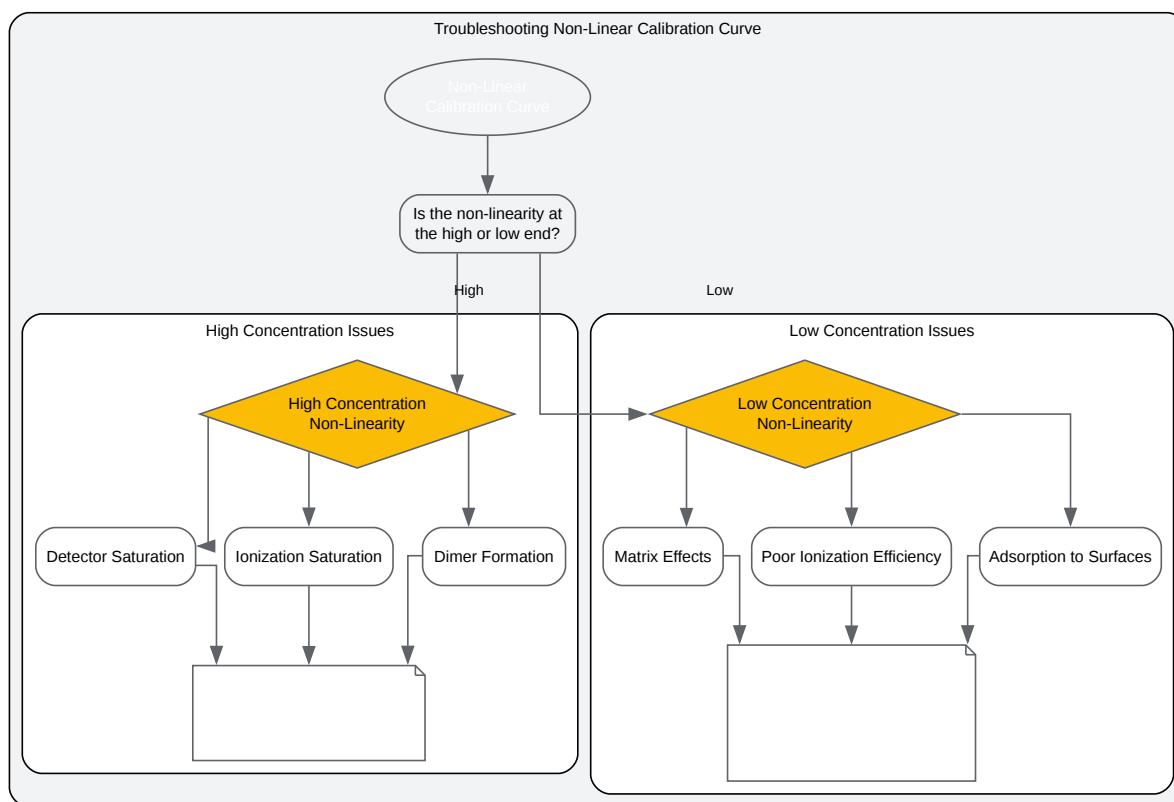 Troubleshooting Non-Linear Calibration Curve
Non-Linear
Calibration Curve
Is the non-linearity at
the high or low end?
High
Low
High Concentration Issues
Low Concentration Issues
High Concentration
Non-Linearity
Low Concentration
Non-Linearity
Detector Saturation
Ionization Saturation
Dimer Formation
Matrix Effects
Poor Ionization Efficiency
Adsorption to Surfaces